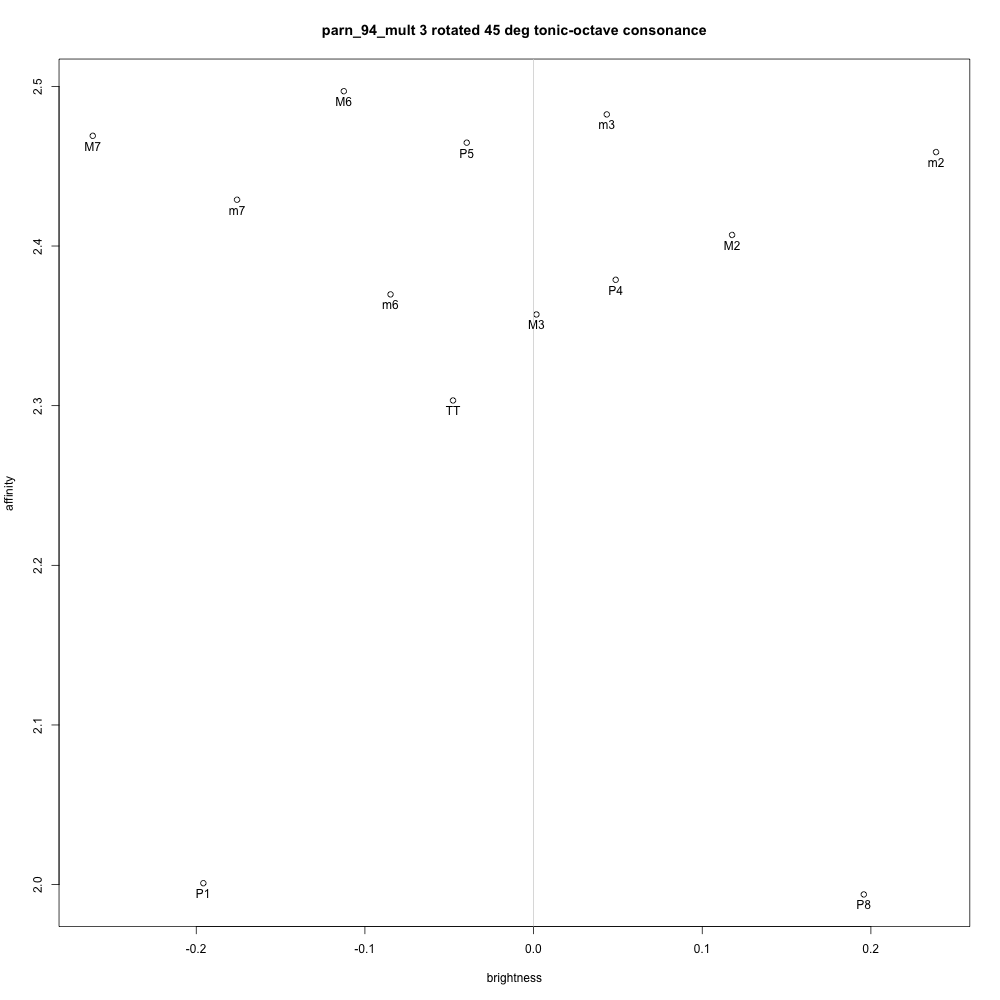 parn_94_mult 3 rotated 45 deg tonic-octave consonance
2.5
M6
m3
M7
P5
m2
m7
2.4
M2
P4
m6
M3
2.3
TT
affinity
2.2
2.1
2.0
P1
P8
-0.2
-0.1
0.0
0.1
0.2
brightness